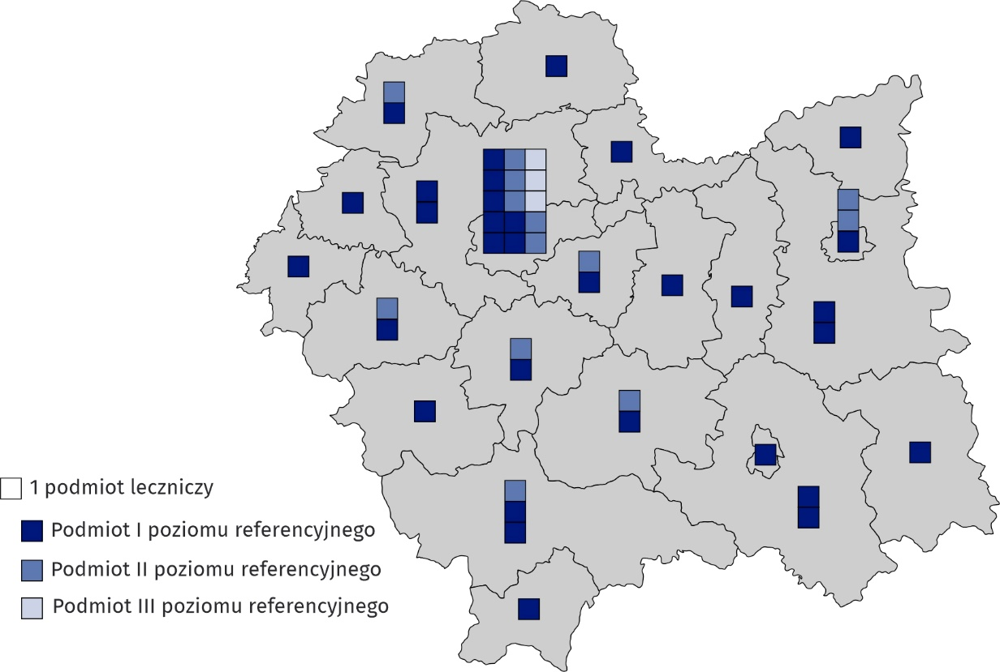 1 podmiot leczniczy
Podmiot I poziomu referencyjnego
Podmiot II poziomu referencyjnego
Podmiot III poziomu referencyjnego